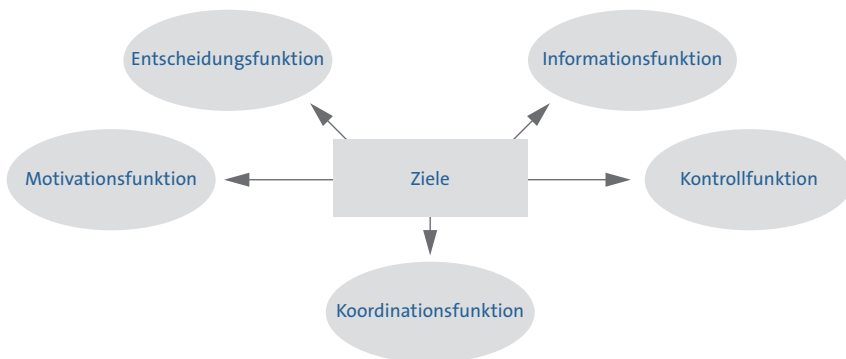 Entscheidungsfunktion
Informationsfunktion
Motivationsfunktion
Ziele
Kontrollfunktion
Koordinationsfunktion